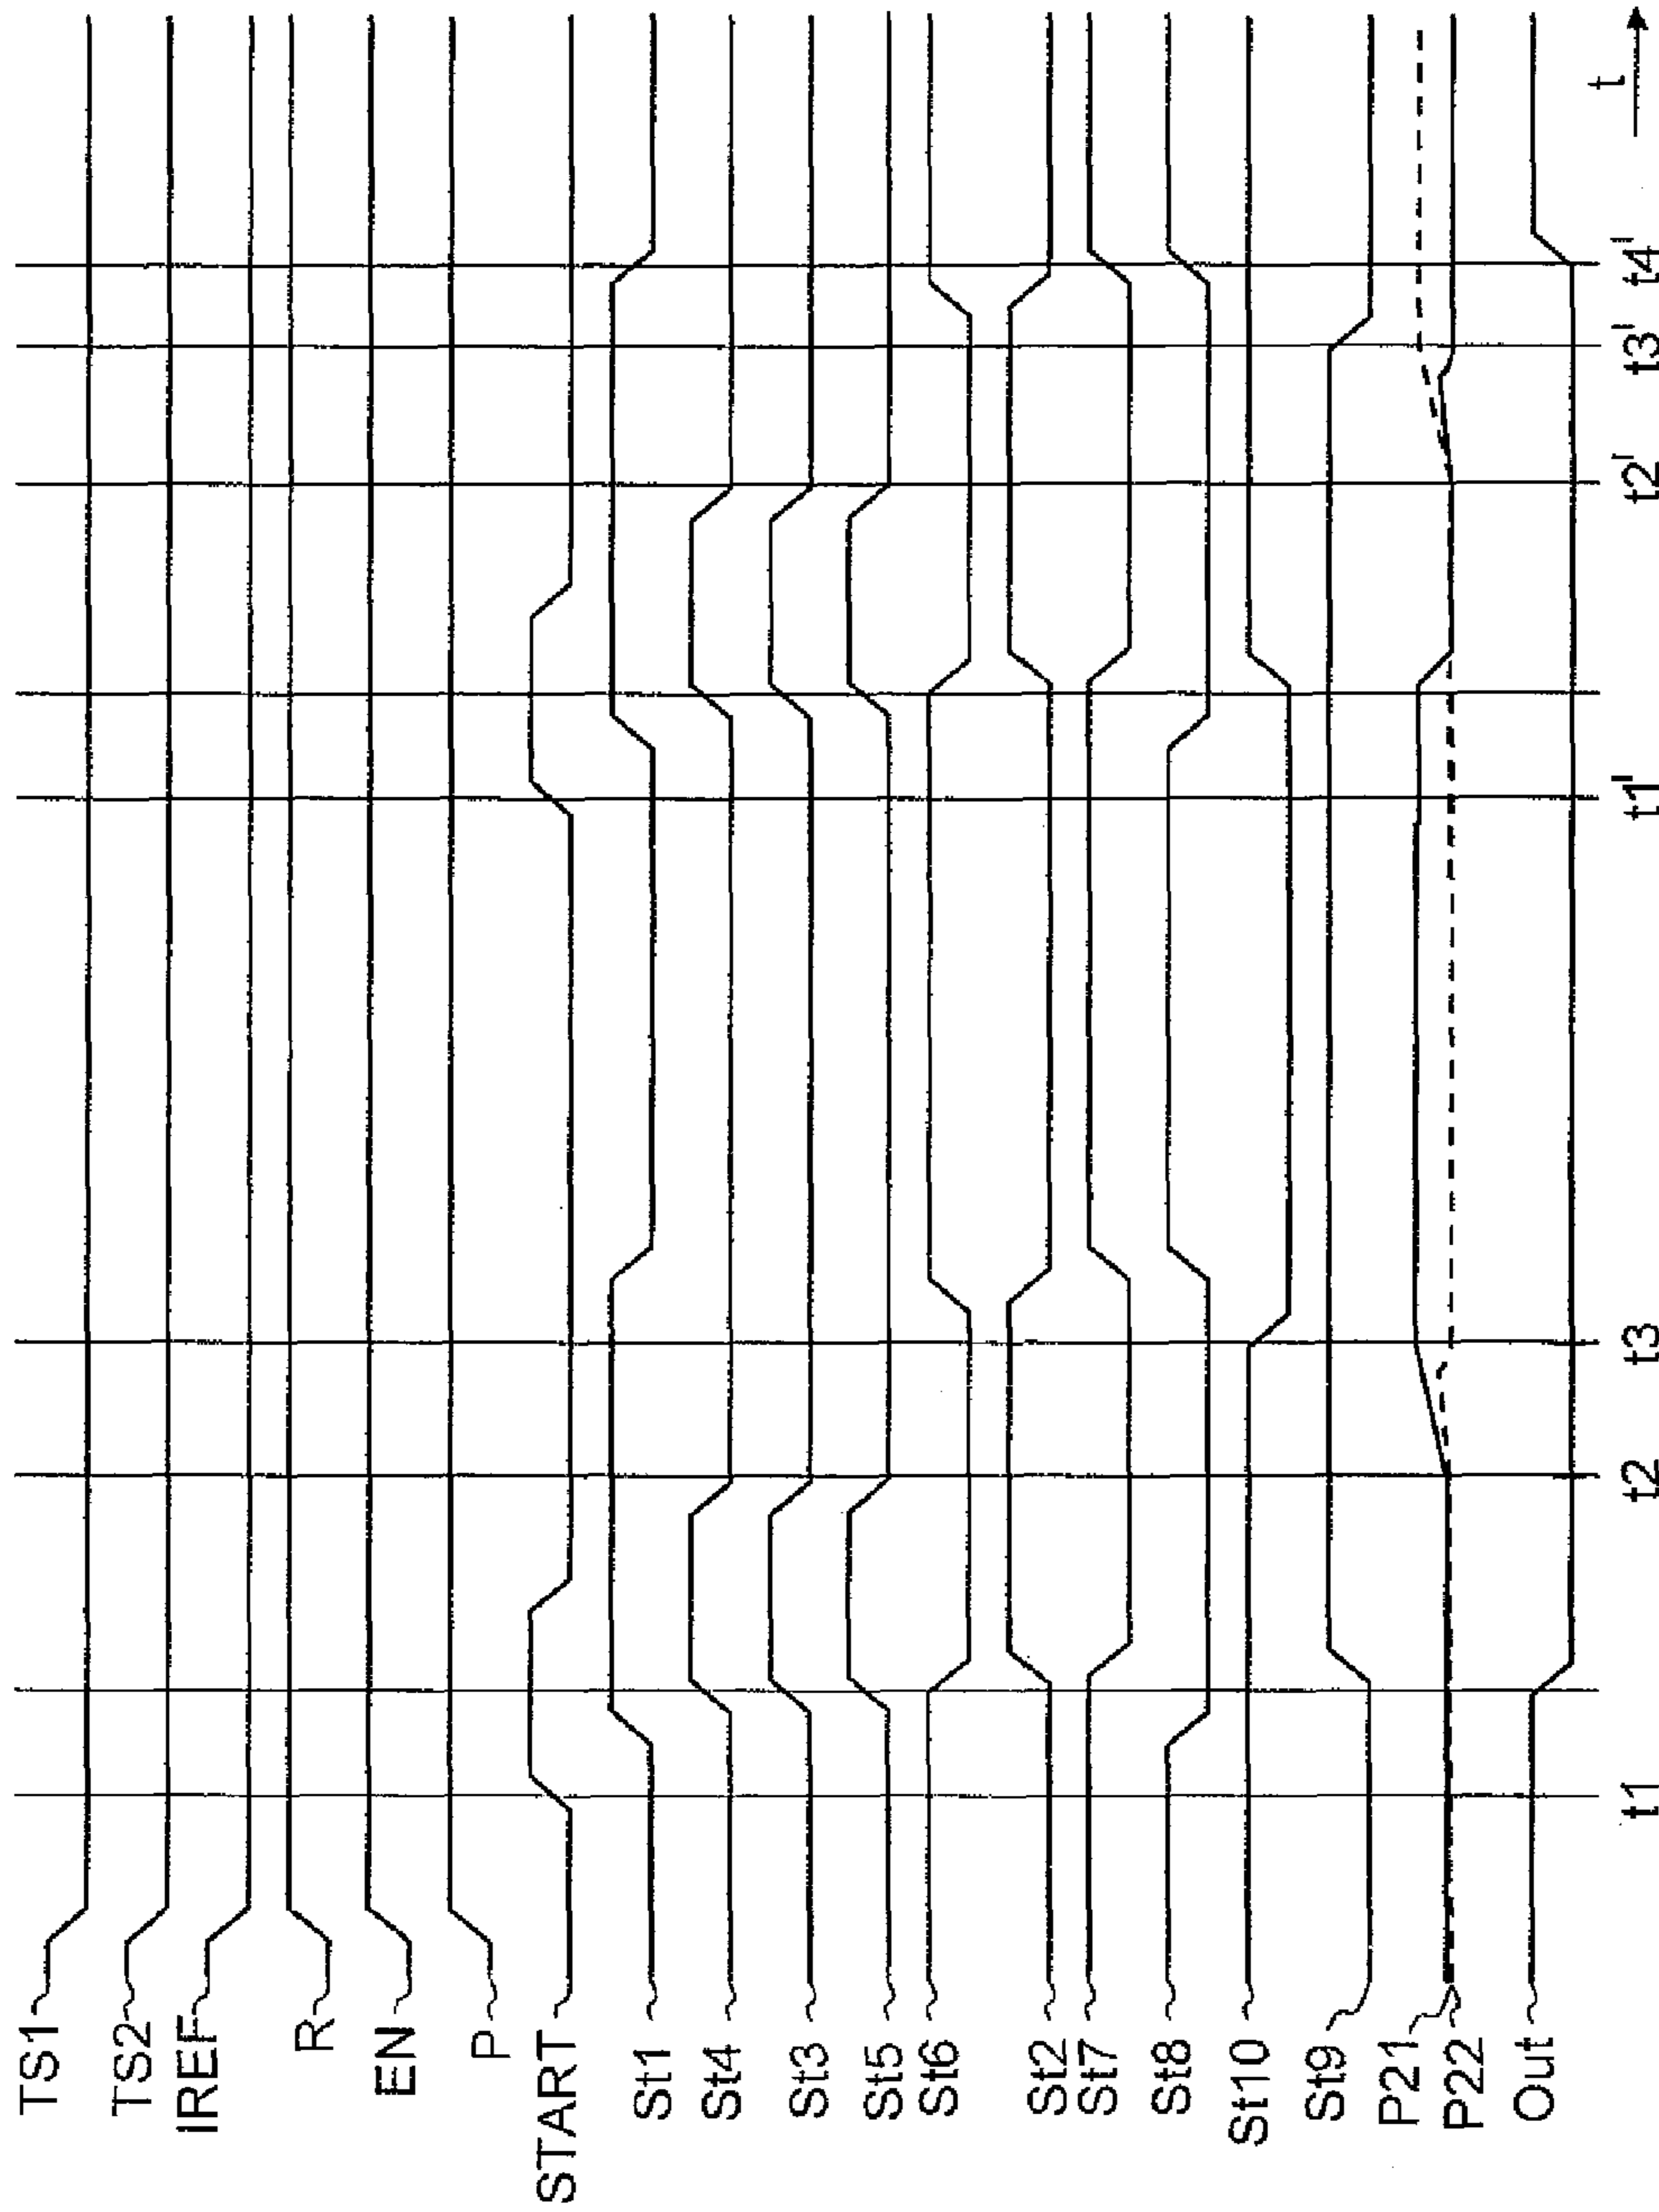 TS1
TS2
IREF
R
EN
P
START
St1
St4
St3
St5
St6
St2
St7
St8
St10
St9
P21
P22
Out
t1
t2
t3
t1'
t2'
t3'
t4'
t